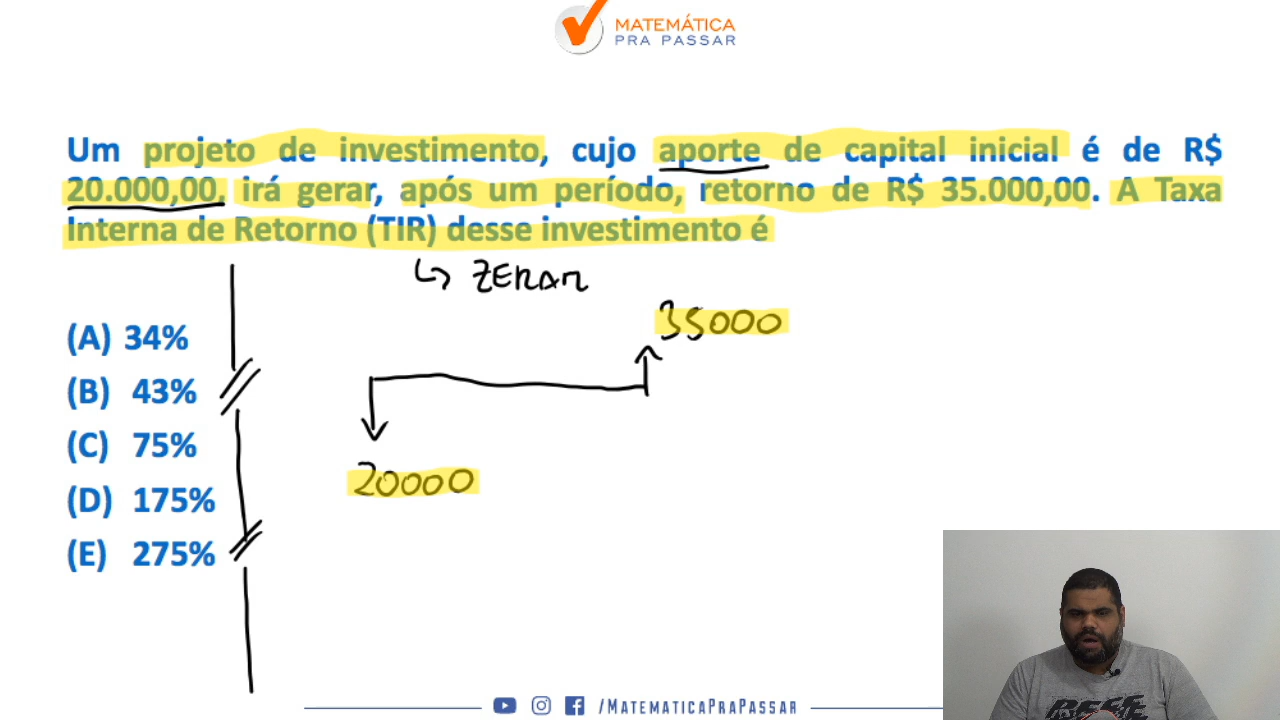 MATEMÁTICA
PRA PASSAR
Um projeto de investimento, cujo aporte de capital inicial é de R$
20.000,00, irá gerar, após um período, retorno de R$ 35.000,00. A Taxa
Interna de Retorno (TIR) desse investimento é
ZERAR
35000
(A) 34%
(B) 43%
(C) 75%
20000
(D) 175%
(E) 275%
/MATEMATICAPRAPASSAR